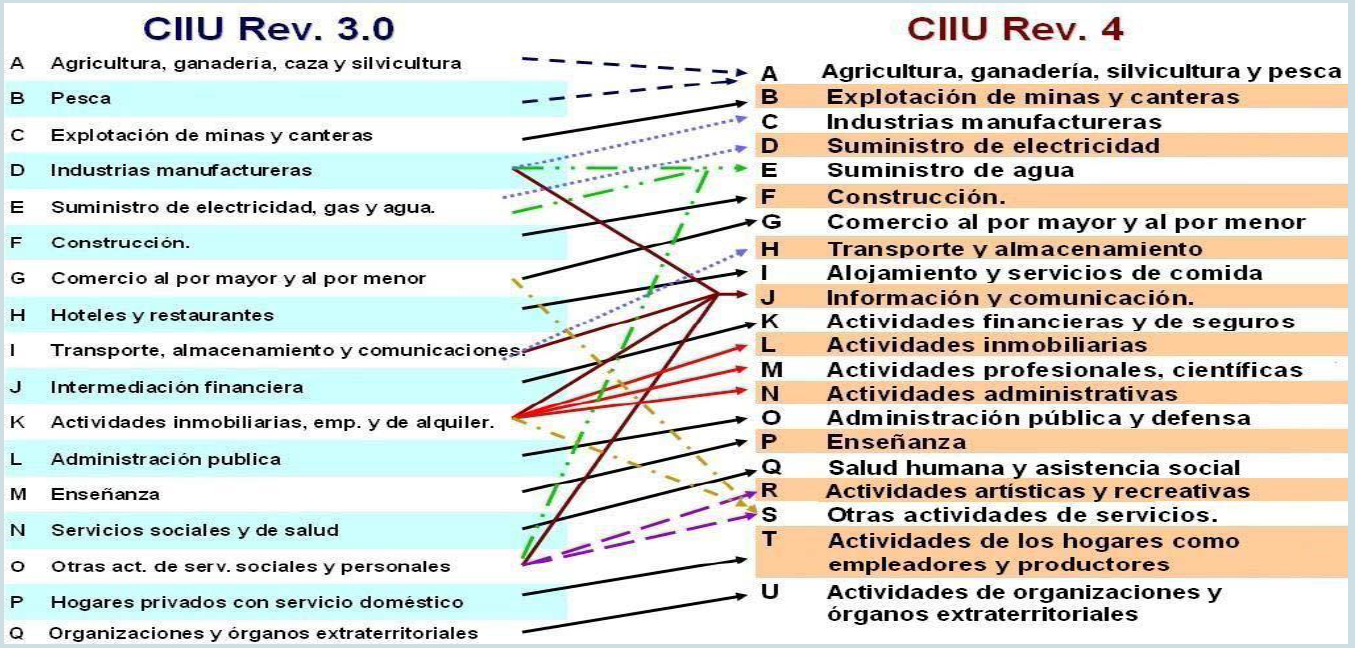 CIIU Rev. 3.0
A Agricultura, ganadería, caza y silvicultura
B Pesca
C Explotación de minas y canteras
D Industrias manufactureras
E Suministro de electricidad, gas y agua.
F Construcción.
G Comercio al por mayor y al por menor
H Hoteles y restaurantes
I Transporte, almacenamiento y comunicaciones.
J Intermediación financiera
K Actividades inmobiliarias, emp. y de alquiler.
L Administración publica
M Enseñanza
N Servicios sociales y de salud
O Otras act. de serv. sociales y personales
P Hogares privados con servicio doméstico
Q Organizaciones y órganos extraterritoriales
CIIU Rev. 4
A Agricultura, ganadería, silvicultura y pesca
B Explotación de minas y canteras
C Industrias manufactureras
D Suministro de electricidad
E Suministro de agua
F Construcción.
G Comercio al por mayor y al por menor
H Transporte y almacenamiento
I Alojamiento y servicios de comida
J Información y comunicación.
K Actividades financieras y de seguros
L Actividades inmobiliarias
M Actividades profesionales, científicas
N Actividades administrativas
O Administración pública y defensa
P Enseñanza
Q Salud humana y asistencia social
R Actividades artísticas y recreativas
S Otras actividades de servicios.
T Actividades de los hogares como
empleadores y productores
U Actividades de organizaciones y
órganos extraterritoriales